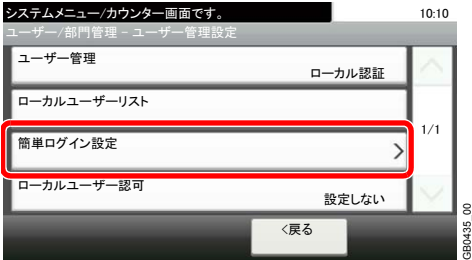 システムメニュー/カウンター画面です。
10:10
ユーザー/部門管理 - ユーザー管理設定
ユーザー管理
ローカル認証
ローカルユーザーリスト
簡単ログイン設定
1/1
ローカルユーザー認可
設定しない
<戻る
GB0435_00